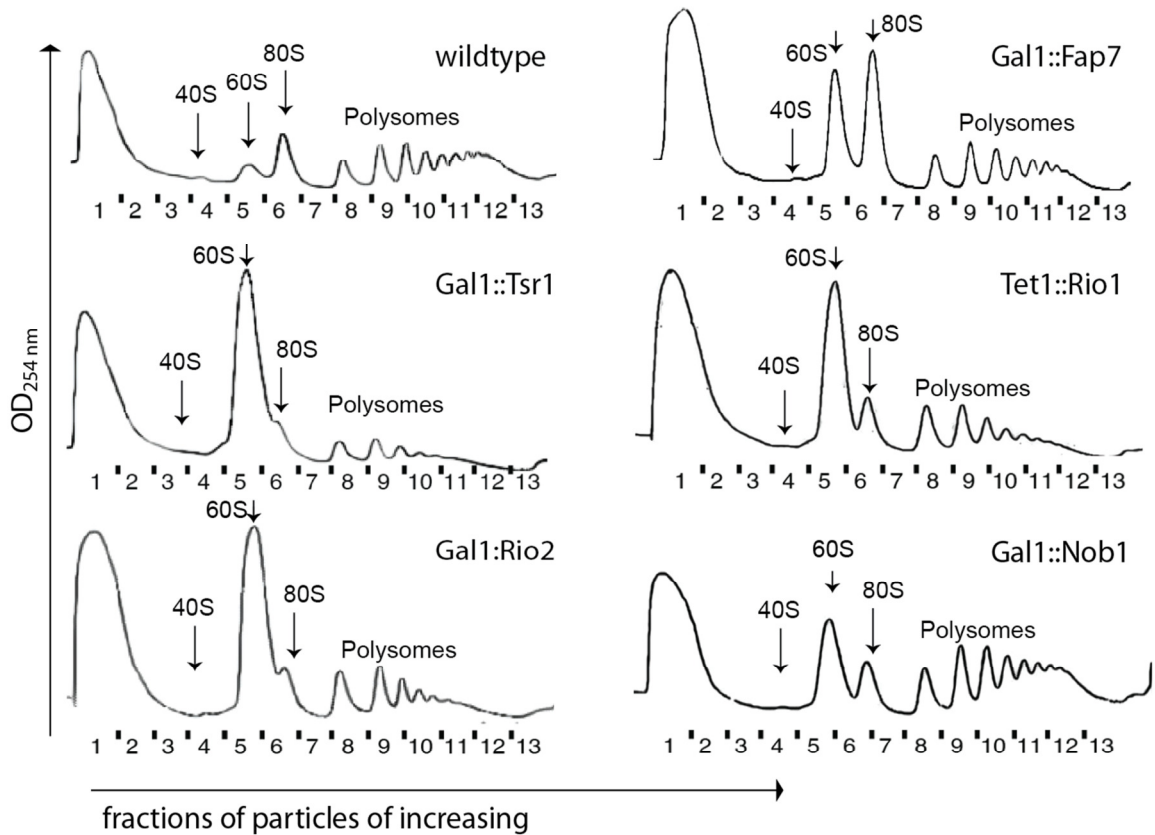 wildtype
40S
60S
80S
Polysomes
1 2 3 4 5 6 7 8 9 10 11 12 13
Gal1::Fap7
40S
60S
80S
Polysomes
1 2 3 4 5 6 7 8 9 10 11 12 13
Gal1::Tsr1
40S
60S
80S
Polysomes
1 2 3 4 5 6 7 8 9 10 11 12 13
Tet1::Rio1
40S
60S
80S
Polysomes
1 2 3 4 5 6 7 8 9 10 11 12 13
Gal1:Rio2
40S
60S
80S
Polysomes
1 2 3 4 5 6 7 8 9 10 11 12 13
Gal1::Nob1
40S
60S
80S
Polysomes
1 2 3 4 5 6 7 8 9 10 11 12 13
OD254 nm
fractions of particles of increasing